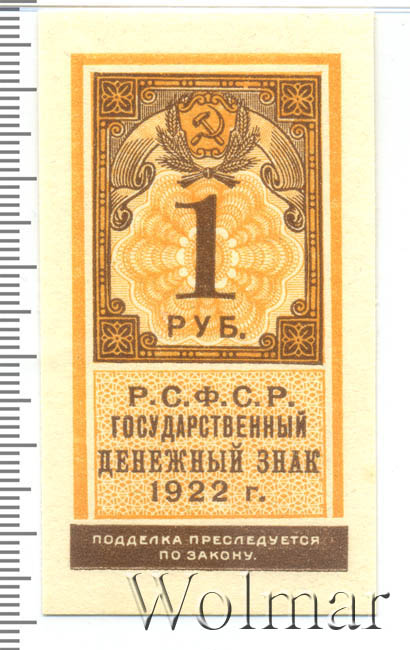 1
РУБ.
Р.С.Ф.С.Р.
ГОСУДАРСТВЕННЫЙ
ДЕНЕЖНЫЙ ЗНАК
1922 г.
ПОДДЕЛКА ПРЕСЛЕДУЕТСЯ
ПО ЗАКОНУ.
Wolmar